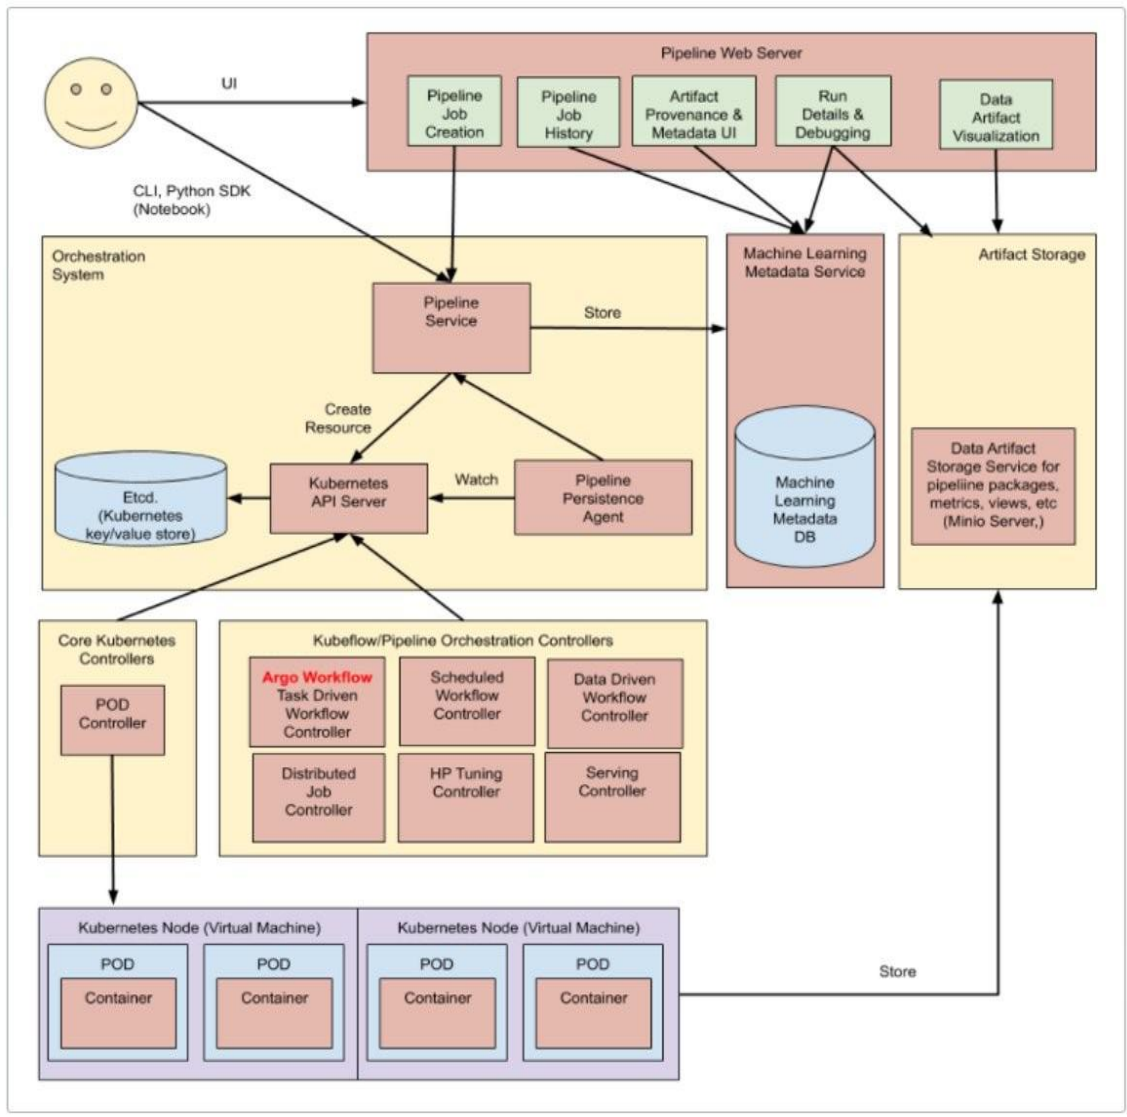 UI
Pipeline Web Server
Pipeline
Job
Creation
Pipeline
Job
History
Artifact
Provenance &
Metadata UI
Run
Details &
Debugging
Data
Artifact
Visualization
CLI, Python SDK
(Notebook)
Orchestration
System
Pipeline
Service
Store
Create
Resource
Etcd.
(Kubernetes
key/value store)
Kubernetes
API Server
Watch
Pipeline
Persistence
Agent
Machine Learning
Metadata Service
Machine
Learning
Metadata
DB
Artifact Storage
Data Artifact
Storage Service for
pipeliine packages,
metrics, views, etc
(Minio Server,)
Core Kubernetes
Controllers
POD
Controller
Kubeflow/Pipeline Orchestration Controllers
Argo Workflow
Task Driven
Workflow
Controller
Scheduled
Workflow
Controller
Data Driven
Workflow
Controller
Distributed
Job
Controller
HP Tuning
Controller
Serving
Controller
Kubernetes Node (Virtual Machine)
POD
Container
POD
Container
Kubernetes Node (Virtual Machine)
POD
Container
POD
Container
Store